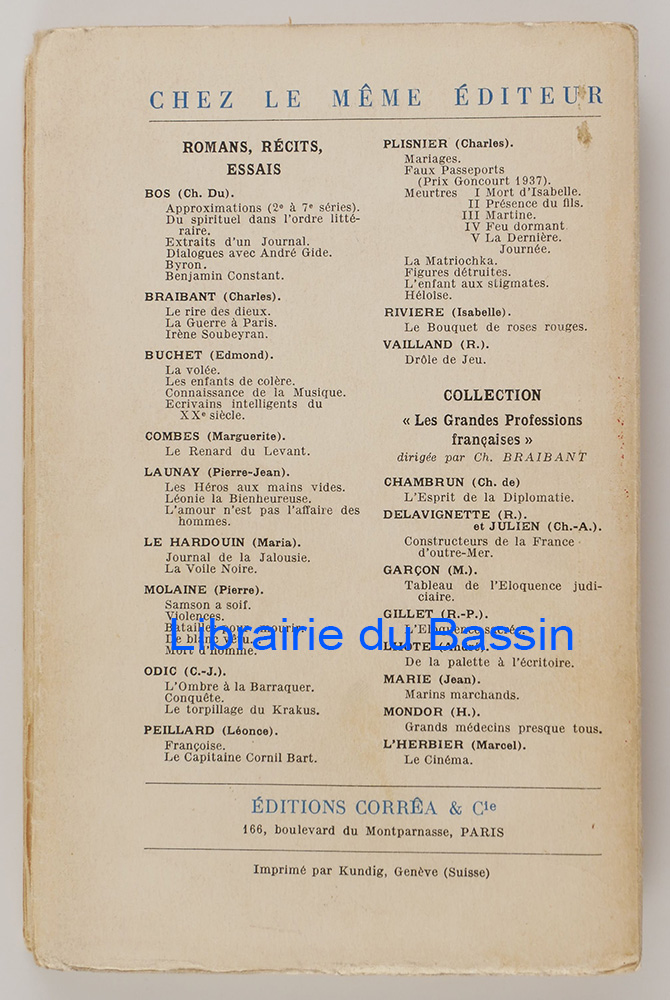 CHEZ LE MÊME ÉDITEUR
ROMANS, RÉCITS,
ESSAIS
BOS (Ch. Du).
Approximations (2e à 7e séries).
Du spirituel dans l'ordre litté-
raire.
Extraits d'un Journal.
Dialogues avec André Gide.
Byron.
Benjamin Constant.
BRAIBANT (Charles).
Le rire des dieux.
La Guerre à Paris.
Irène Soubeyran.
BUCHET (Edmond).
La volée.
Les enfants de colère.
Connaissance de la Musique.
Ecrivains intelligents du
XXe siècle.
COMBES (Marguerite).
Le Renard du Levant.
LAUNAY (Pierre-Jean).
Les Héros aux mains vides.
Léonie la Bienheureuse.
L'amour n'est pas l'affaire des
hommes.
LE HARDOUIN (Maria).
Journal de la Jalousie.
La Voile Noire.
MOLAINE (Pierre).
Samson a soif.
Violences.
Batailles pour mourir.
De blanc vêtu.
Mort d'homme.
ODIC (C.-J.).
L'Ombre à la Barraquer.
Conquête.
Le torpillage du Krakus.
PEILLARD (Léonce).
Françoise.
Le Capitaine Cornil Bart.
PLISNIER (Charles).
Mariages.
Faux Passeports
(Prix Goncourt 1937).
Meurtres I Mort d'Isabelle.
II Présence du fils.
III Martine.
IV Feu dormant
V La Dernière.
Journée.
La Matriochka.
Figures détruites.
L'enfant aux stigmates.
Héloïse.
RIVIERE (Isabelle).
Le Bouquet de roses rouges.
VAILLAND (R.).
Drôle de Jeu.
COLLECTION
« Les Grandes Professions
françaises »
dirigée par Ch. BRAIBANT
CHAMBRUN (Ch. de)
L'Esprit de la Diplomatie.
DELAVIGNETTE (R.).
et JULIEN (Ch.-A.).
Constructeurs de la France
d'outre-Mer.
GARÇON (M.).
Tableau de l'Eloquence judi-
ciaire.
GILLET (R.-P.).
L'Eloquence sacrée.
LHOTE (André).
De la palette à l'écritoire.
MARIE (Jean).
Marins marchands.
MONDOR (H.).
Grands médecins presque tous.
L'HERBIER (Marcel).
Le Cinéma.
Librairie du Bassin
ÉDITIONS CORRÊA & Cie
166, boulevard du Montparnasse, PARIS
Imprimé par Kundig, Genève (Suisse)